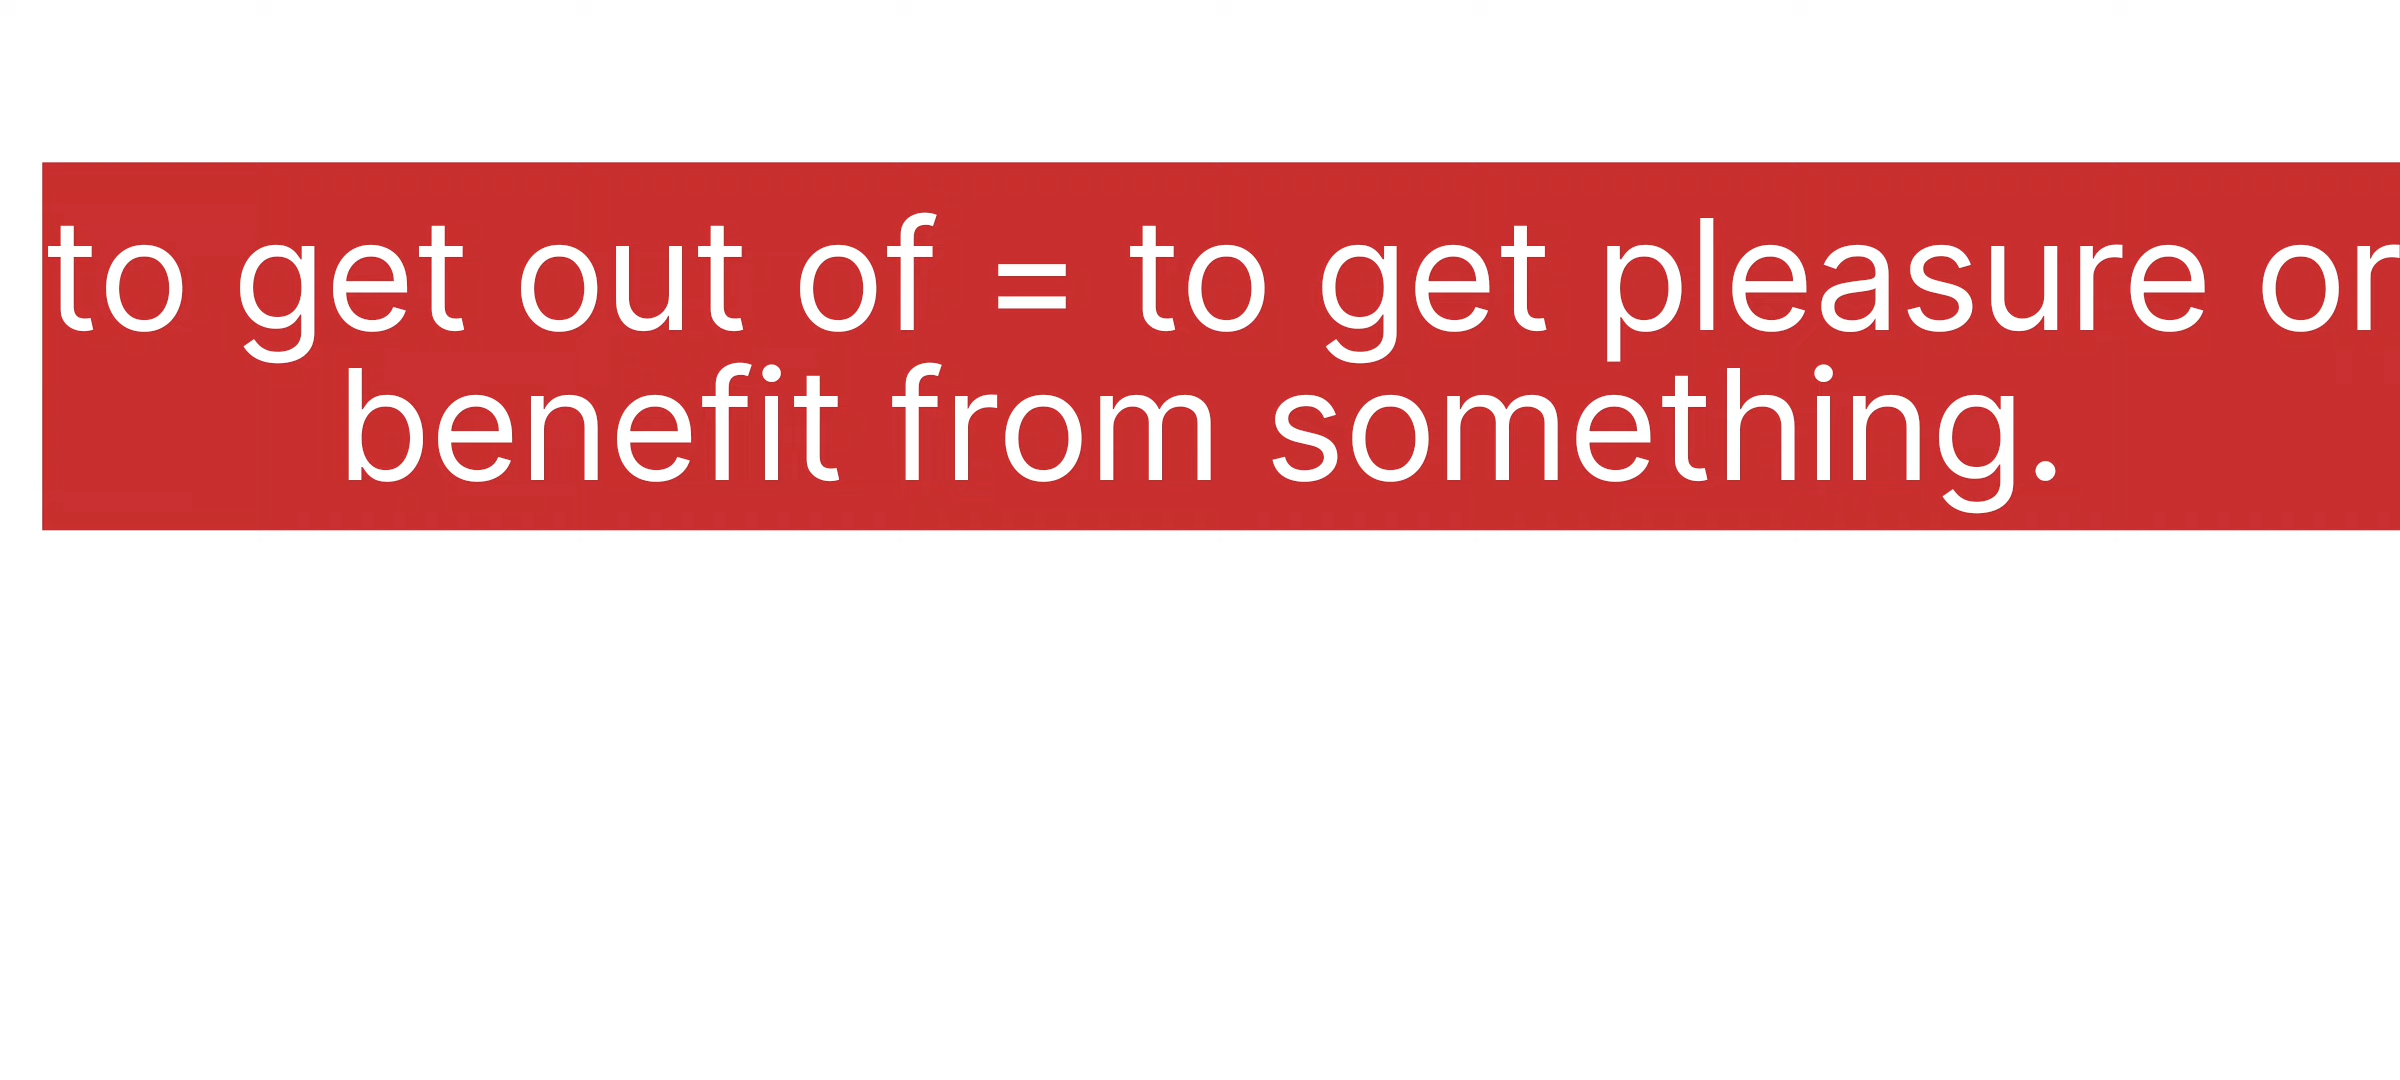 to get out of = to get pleasure or
benefit from something.